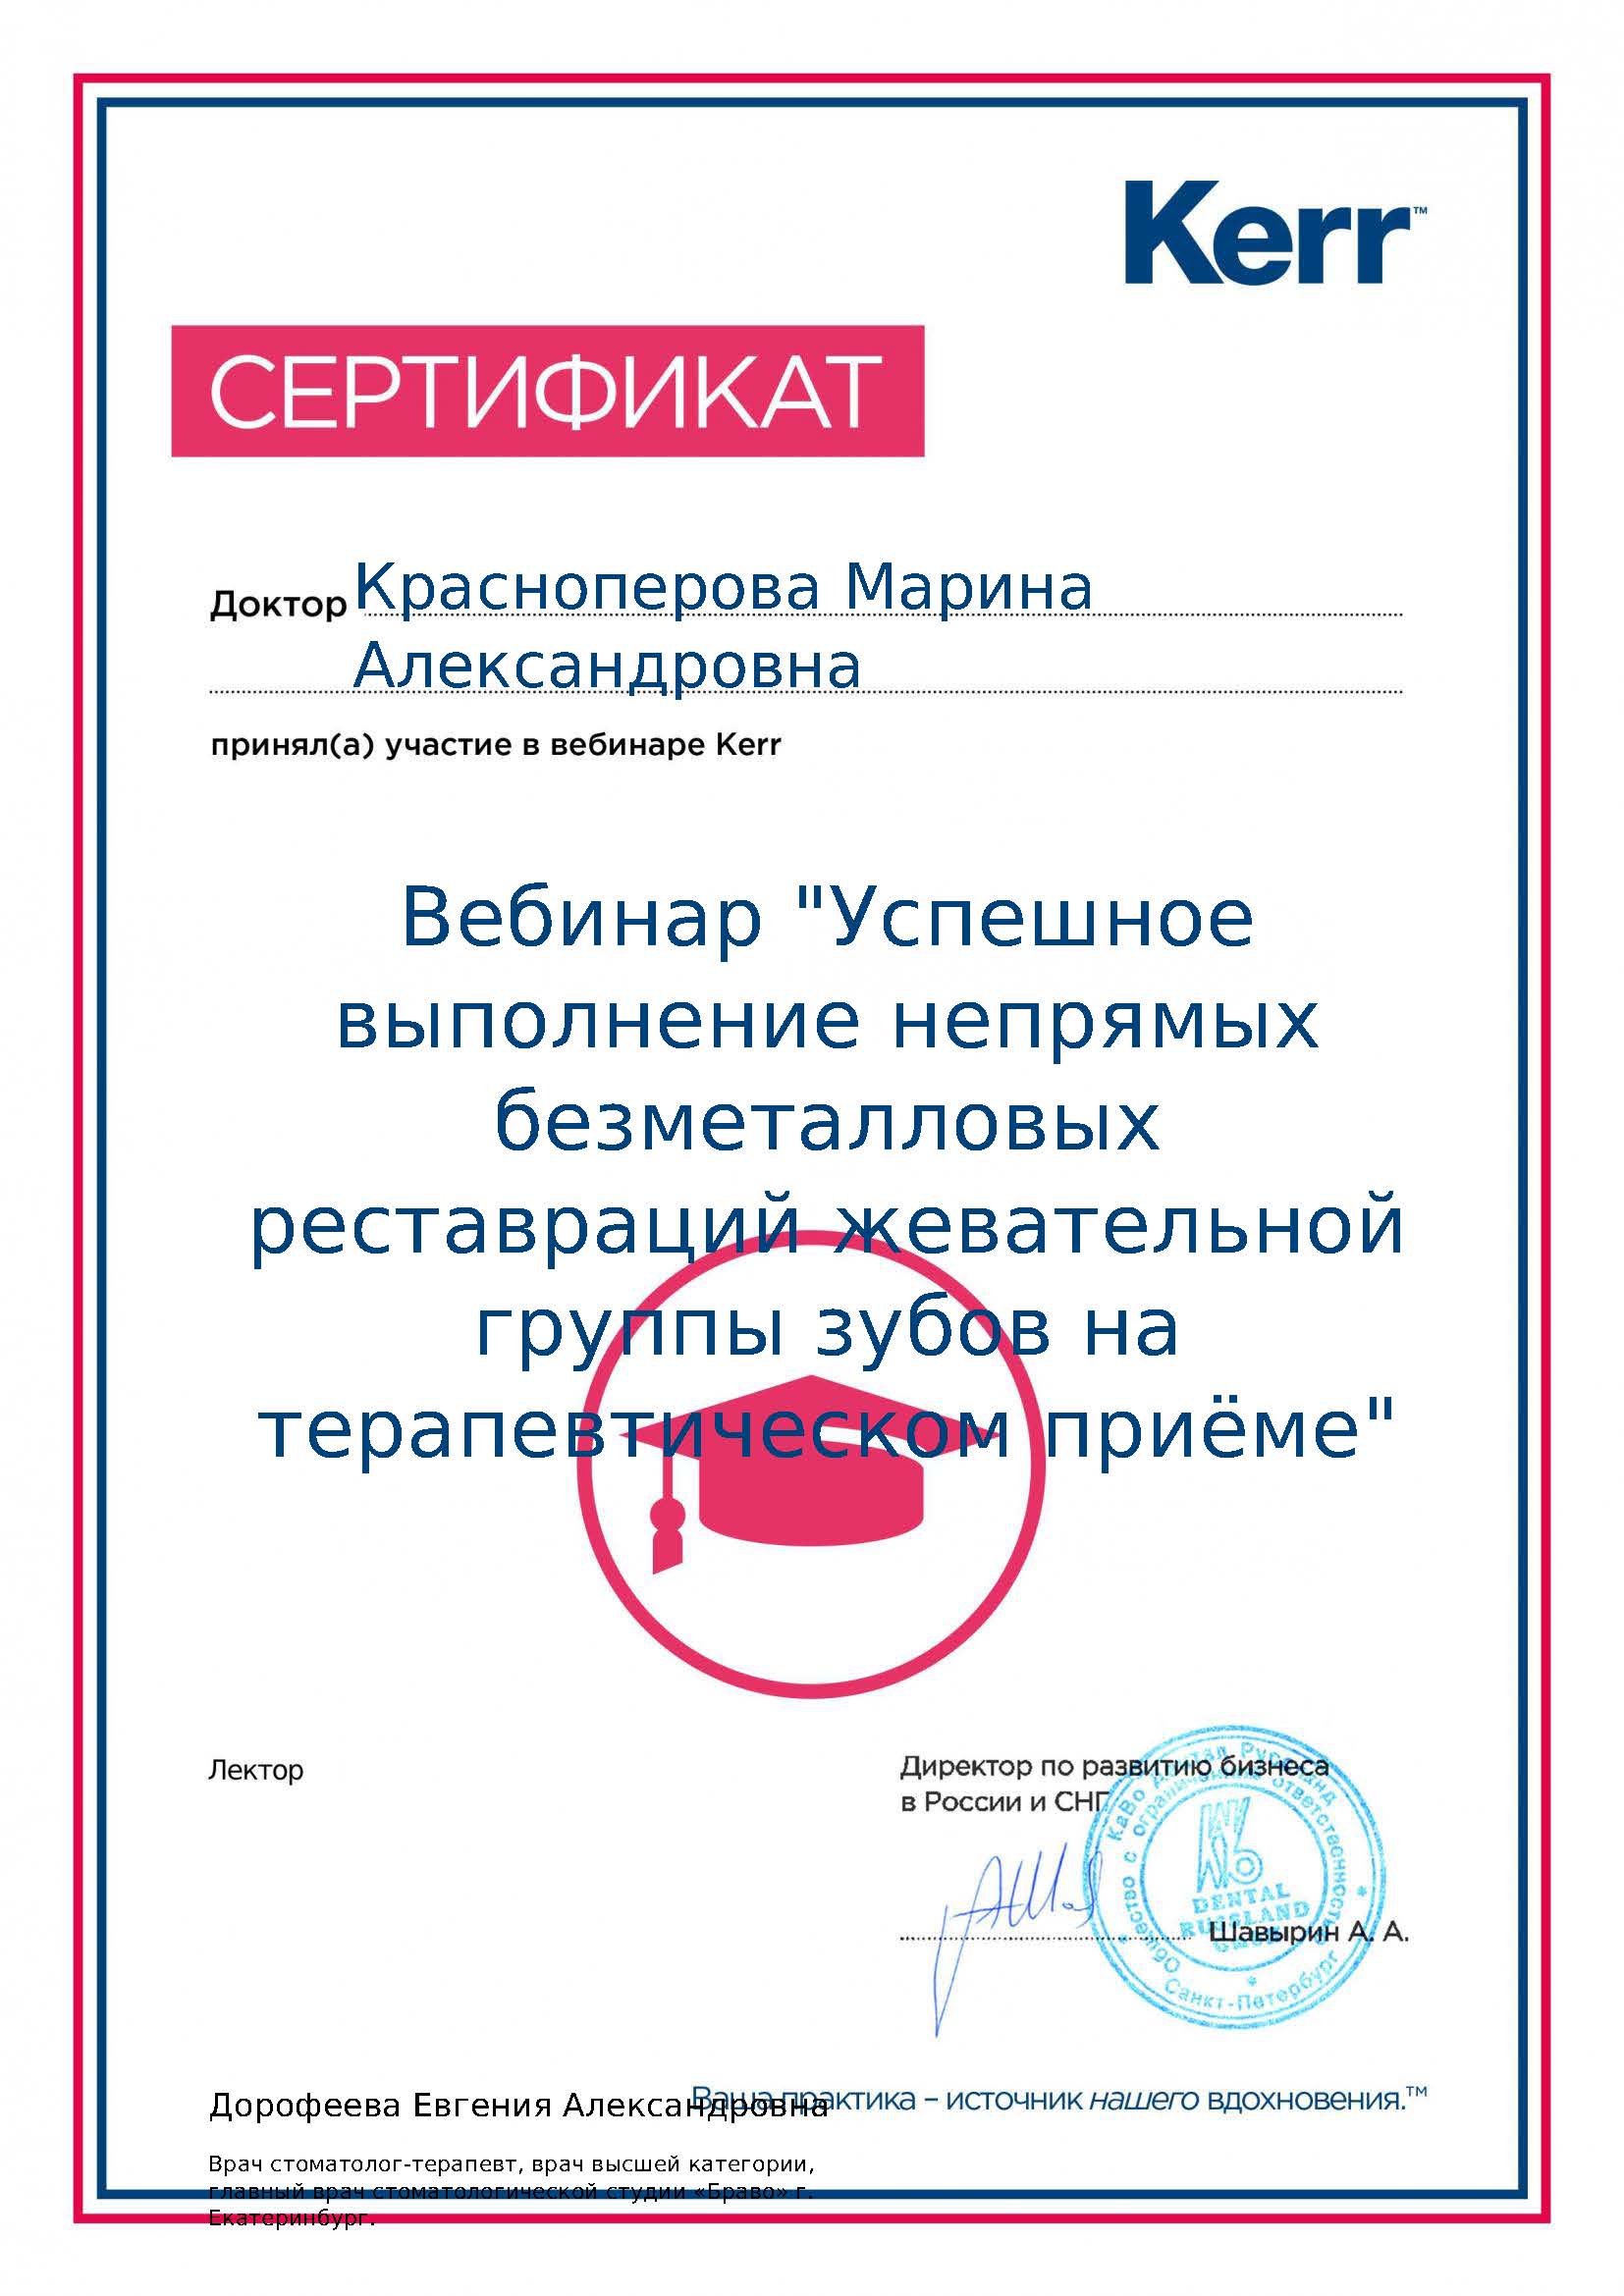 Kerr™
СЕРТИФИКАТ
Доктор Красноперова Марина
Александровна
принял(а) участие в вебинаре Kerr
Вебинар "Успешное
выполнение непрямых
безметалловых
реставраций жевательной
группы зубов на
терапевтическом приёме"
Лектор
Директор по развитию бизнеса
в России и СНГ
Общество с ограниченной ответственностью
КаВо Дентал Русланд
DENTAL
RUSSLAND
Санкт-Петербург
Шавырин А. А.
Ваша практика – источник нашего вдохновения.™
Дорофеева Евгения Александровна
Врач стоматолог-терапевт, врач высшей категории,
главный врач стоматологической студии «Браво» г.
Екатеринбург.